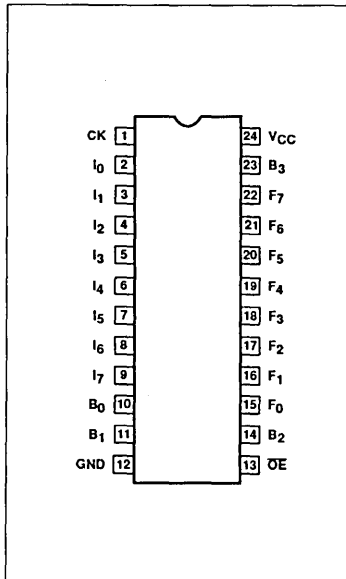 CK 1 24 VCC
I0 2 23 B3
I1 3 22 F7
I2 4 21 F6
I3 5 20 F5
I4 6 19 F4
I5 7 18 F3
I6 8 17 F2
I7 9 16 F1
B0 10 15 F0
B1 11 14 B2
GND 12 13 O̅E̅